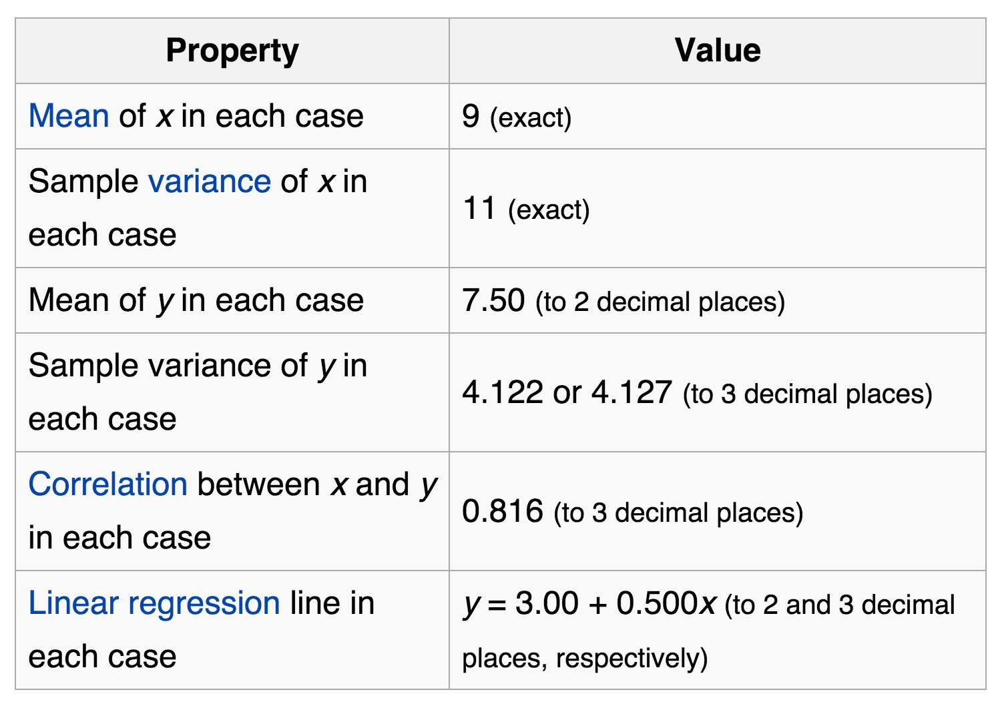 Property Value
Mean of x in each case 9 (exact)
Sample variance of x in
each case
11 (exact)
Mean of y in each case 7.50 (to 2 decimal places)
Sample variance of y in
each case
4.122 or 4.127 (to 3 decimal places)
Correlation between x and y
in each case
0.816 (to 3 decimal places)
Linear regression line in
each case
y = 3.00 + 0.500x (to 2 and 3 decimal
places, respectively)